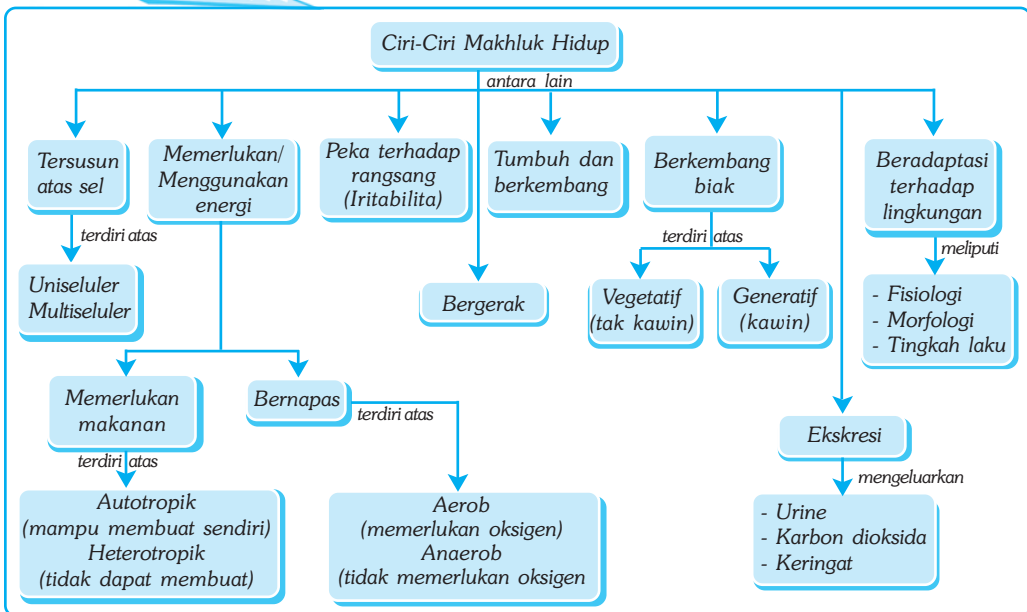 Ciri-Ciri Makhluk Hidup
antara lain
Tersusun
atas sel
terdiri atas
Uniseluler
Multiseluler
Memerlukan/
Menggunakan
energi
Memerlukan
makanan
terdiri atas
Autotropik
(mampu membuat sendiri)
Heterotropik
(tidak dapat membuat)
Bernapas
terdiri atas
Aerob
(memerlukan oksigen)
Anaerob
(tidak memerlukan oksigen
Peka terhadap
rangsang
(Iritabilita)
Bergerak
Tumbuh dan
berkembang
Berkembang
biak
terdiri atas
Vegetatif
(tak kawin)
Generatif
(kawin)
Ekskresi
mengeluarkan
- Urine
- Karbon dioksida
- Keringat
Beradaptasi
terhadap
lingkungan
meliputi
- Fisiologi
- Morfologi
- Tingkah laku